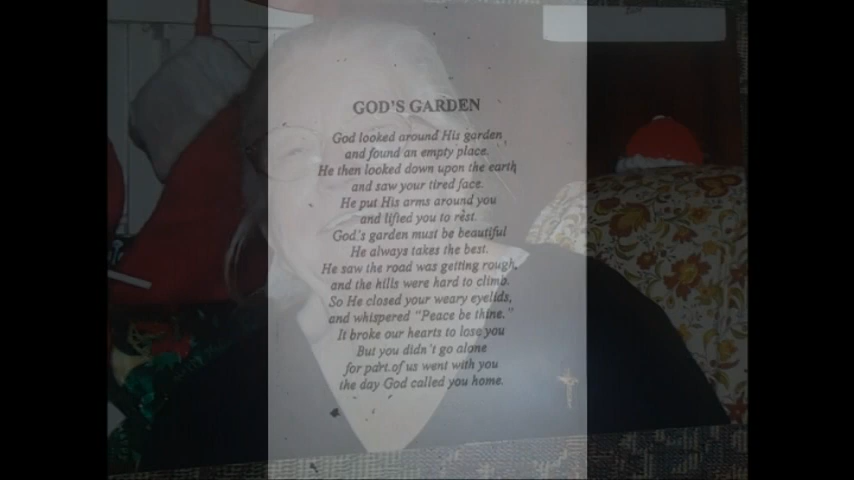 GOD'S GARDEN
God looked around His garden
and found an empty place.
He then looked down upon the earth
and saw your tired face.
He put His arms around you
and lifted you to rest.
God's garden must be beautiful
He always takes the best.
He saw the road was getting rough,
and the hills were hard to climb.
So He closed your weary eyelids,
and whispered "Peace be thine."
It broke our hearts to lose you
But you didn't go alone
for part of us went with you
the day God called you home.